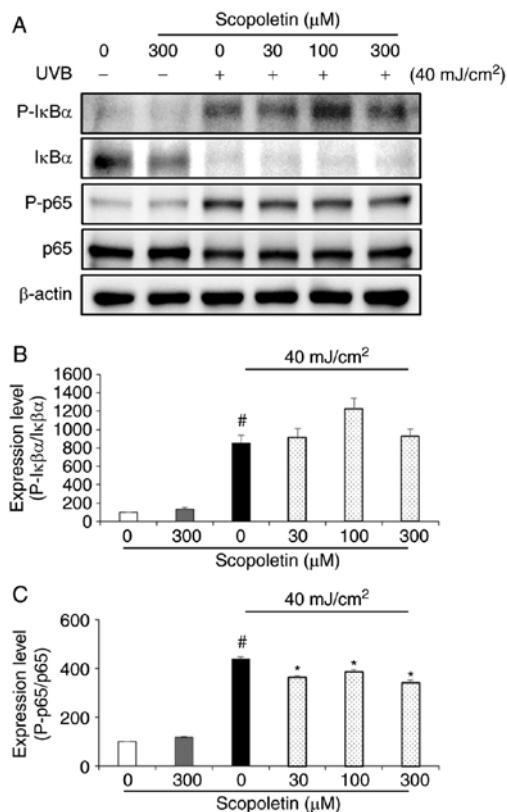 A
Scopoletin (μM)
0 300 0 30 100 300
UVB − − + + + + (40 mJ/cm²)
P-IκBα
IκBα
P-p65
p65
β-actin
B
40 mJ/cm²
Expression level
(P-Iκβα/Iκβα)
1600
1400
1200
1000
800
600
400
200
0
#
0 300 0 30 100 300
Scopoletin (μM)
C
40 mJ/cm²
Expression level
(P-p65/p65)
600
400
200
0
# * * *
0 300 0 30 100 300
Scopoletin (μM)